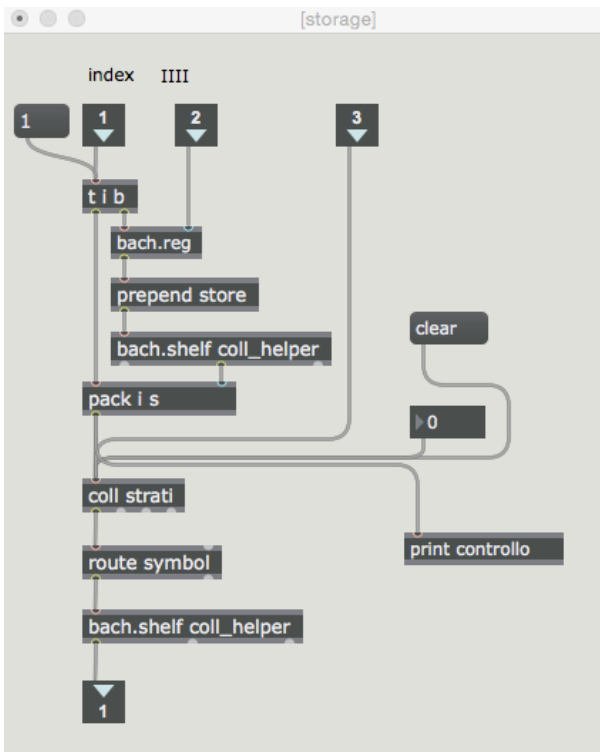 [storage]
index IIII
1 1 2 3
t i b
bach.reg
prepend store
bach.shelf coll_helper
clear
pack i s
0
coll strati
print controllo
route symbol
bach.shelf coll_helper
1